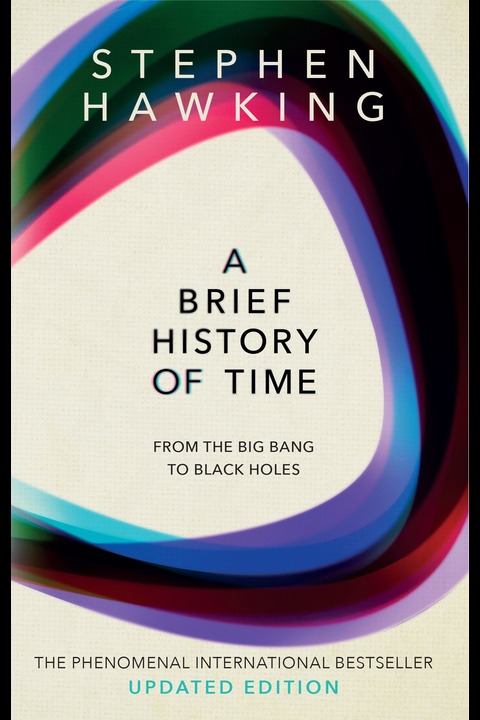 STEPHEN
HAWKING
A
BRIEF
HISTORY
OF TIME
FROM THE BIG BANG
TO BLACK HOLES
THE PHENOMENAL INTERNATIONAL BESTSELLER
UPDATED EDITION